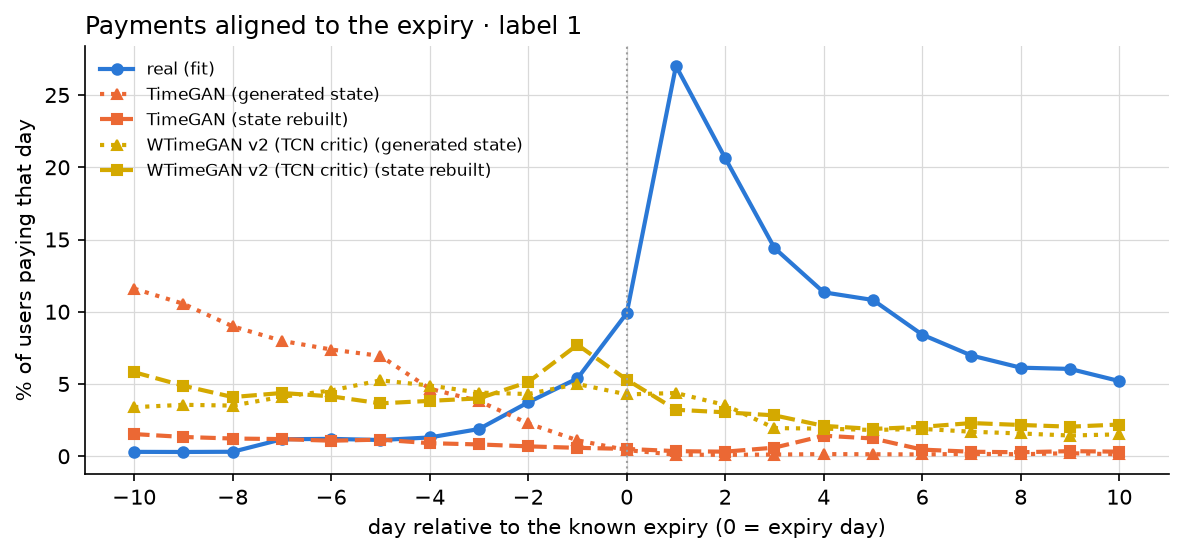 Payments aligned to the expiry · label 1
real (fit)
TimeGAN (generated state)
TimeGAN (state rebuilt)
WTimeGAN v2 (TCN critic) (generated state)
WTimeGAN v2 (TCN critic) (state rebuilt)
% of users paying that day
25
20
15
10
5
0
−10 −8 −6 −4 −2 0 2 4 6 8 10
day relative to the known expiry (0 = expiry day)